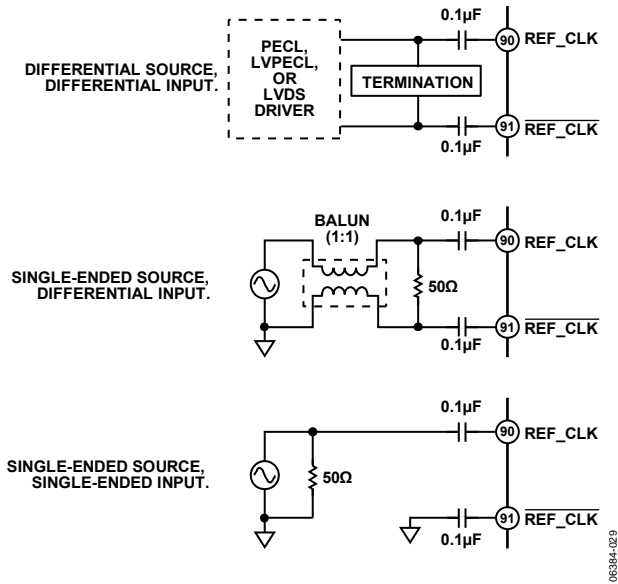 DIFFERENTIAL SOURCE,
DIFFERENTIAL INPUT.
PECL,
LVPECL,
OR
LVDS
DRIVER
TERMINATION
0.1µF
90
REF_CLK
91
REF_CLK
0.1µF
SINGLE-ENDED SOURCE,
DIFFERENTIAL INPUT.
BALUN
(1:1)
50Ω
0.1µF
90
REF_CLK
91
REF_CLK
0.1µF
SINGLE-ENDED SOURCE,
SINGLE-ENDED INPUT.
50Ω
0.1µF
90
REF_CLK
91
REF_CLK
0.1µF
06384-029